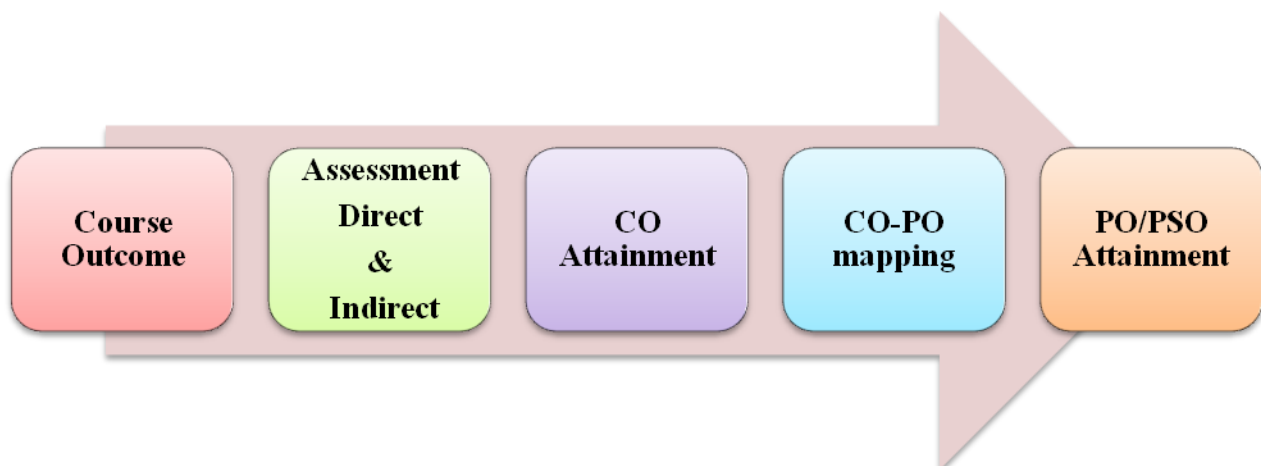 Course
Outcome
Assessment
Direct
&
Indirect
CO
Attainment
CO-PO
mapping
PO/PSO
Attainment